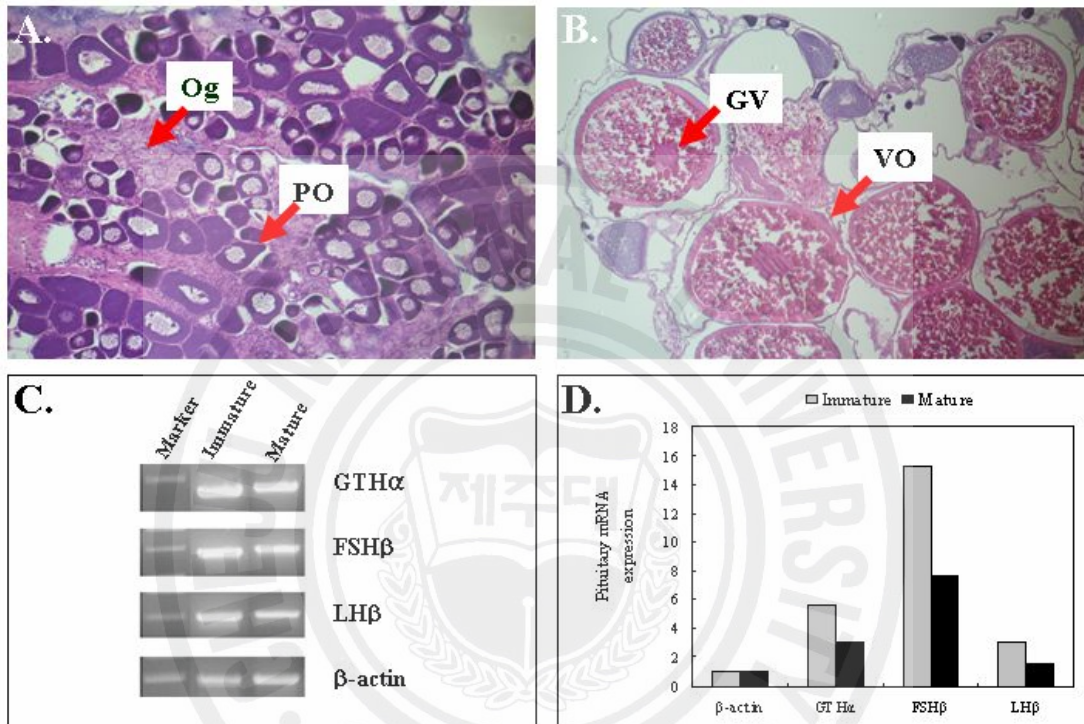 A.
Og
PO
B.
GV
VO
C.
Marker
Immature
Mature
GTHα
FSHβ
LHβ
β-actin
D.
Immature Mature
Pituitary mRNA
expression
18
16
14
12
10
8
6
4
2
0
β-actin GTHα FSHβ LHβ
제주대